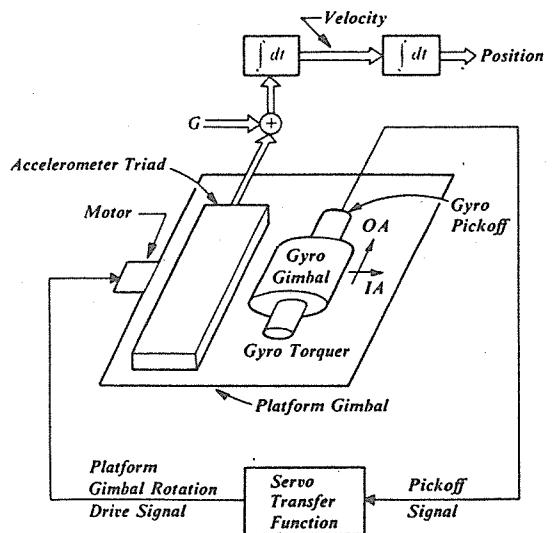 Velocity
∫ dt
∫ dt
Position
G
+
Accelerometer Triad
Motor
Gyro
Pickoff
OA
Gyro
Gimbal
IA
Gyro Torquer
Platform Gimbal
Platform
Gimbal Rotation
Drive Signal
Servo
Transfer
Function
Pickoff
Signal